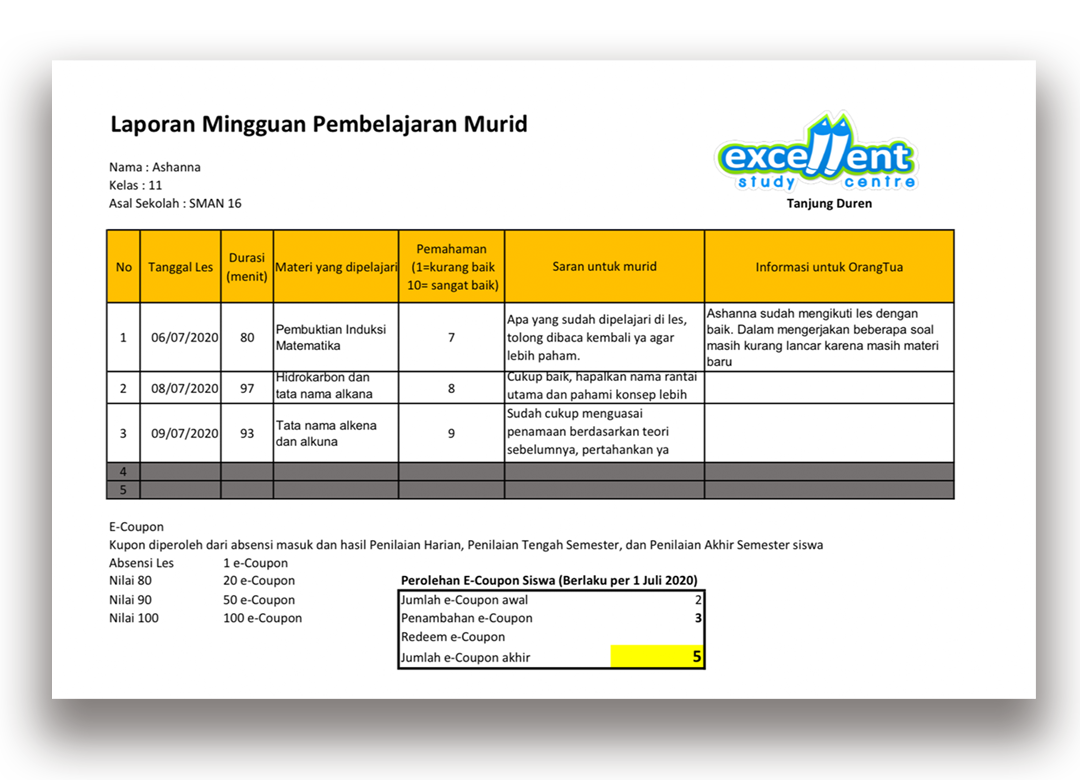 Laporan Mingguan Pembelajaran Murid
excellent
study centre
Tanjung Duren
Nama : Ashanna
Kelas : 11
Asal Sekolah : SMAN 16
No
Tanggal Les
Durasi
(menit)
Materi yang dipelajari
Pemahaman
(1=kurang baik
10= sangat baik)
Saran untuk murid
Informasi untuk OrangTua
1
06/07/2020
80
Pembuktian Induksi
Matematika
7
Apa yang sudah dipelajari di les,
tolong dibaca kembali ya agar
lebih paham.
Ashanna sudah mengikuti les dengan
baik. Dalam mengerjakan beberapa soal
masih kurang lancar karena masih materi
baru
2
08/07/2020
97
Hidrokarbon dan
tata nama alkana
8
Cukup baik, hapalkan nama rantai
utama dan pahami konsep lebih
3
09/07/2020
93
Tata nama alkena
dan alkuna
9
Sudah cukup menguasai
penamaan berdasarkan teori
sebelumnya, pertahankan ya
4
5
E-Coupon
Kupon diperoleh dari absensi masuk dan hasil Penilaian Harian, Penilaian Tengah Semester, dan Penilaian Akhir Semester siswa
Absensi Les 1 e-Coupon
Nilai 80 20 e-Coupon
Nilai 90 50 e-Coupon
Nilai 100 100 e-Coupon
Perolehan E-Coupon Siswa (Berlaku per 1 Juli 2020)
Jumlah e-Coupon awal 2
Penambahan e-Coupon 3
Redeem e-Coupon
Jumlah e-Coupon akhir 5